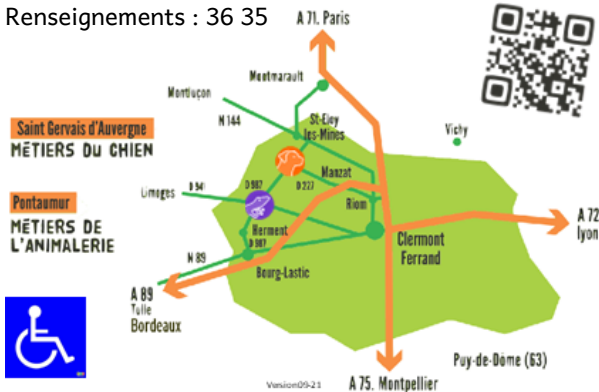 Renseignements : 36 35
A 71. Paris
Montmarault
Montluçon
N 144
St-Eloy
les-Mines
Vichy
Saint Gervais d'Auvergne
MÉTIERS DU CHIEN
Manzat
D 987
D 227
Limoges
D 941
Riom
Pontaumur
MÉTIERS DE
L'ANIMALERIE
Herment
D 987
A 72
lyon
Clermont
Ferrand
N 89
Bourg-Lastic
A 89
Tulle
Bordeaux
Puy-de-Dôme (63)
Version09-21
A 75. Montpellier